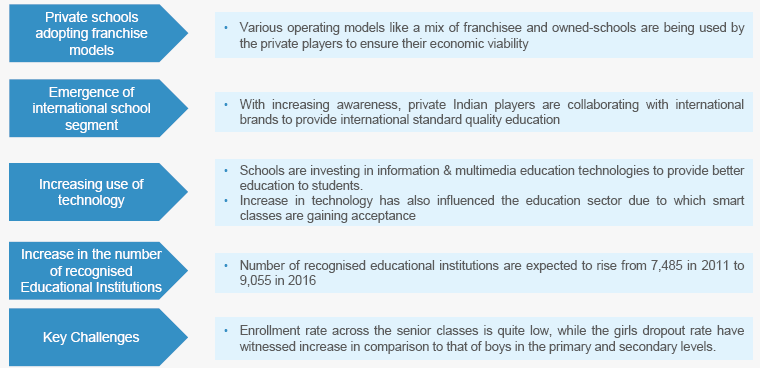 Private schools
adopting franchise
models
• Various operating models like a mix of franchisee and owned-schools are being used by
the private players to ensure their economic viability
Emergence of
international school
segment
• With increasing awareness, private Indian players are collaborating with international
brands to provide international standard quality education
Increasing use of
technology
• Schools are investing in information & multimedia education technologies to provide better
education to students.
• Increase in technology has also influenced the education sector due to which smart
classes are gaining acceptance
Increase in the number
of recognised
Educational Institutions
• Number of recognised educational institutions are expected to rise from 7,485 in 2011 to
9,055 in 2016
Key Challenges
• Enrollment rate across the senior classes is quite low, while the girls dropout rate have
witnessed increase in comparison to that of boys in the primary and secondary levels.